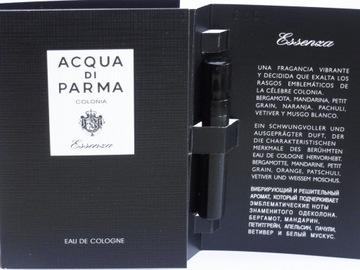 ACQUA
DI
PARMA
COLONIA
Essenza
EAU DE COLOGNE
Essenza
UNA FRAGANCIA VIBRANTE
Y DECIDIDA QUE EXALTA LOS
RASGOS EMBLEMÁTICOS DE
LA CÉLEBRE COLONIA.
BERGAMOTA, MANDARINA, PETIT
GRAIN, NARANJA, PACHULI,
VETIVER Y MUSGO BLANCO.
EIN SCHWUNGVOLLER UND
AUSGEPRÄGTER DUFT, DER
DIE CHARAKTERISTISCHEN
MERKMALE DES BERÜHMTEN
EAU DE COLOGNE HERVORHEBT.
BERGAMOTTE, MANDARINE, PETIT
GRAIN, ORANGE, PATSCHULI,
VETIVER UND WEISSEM MOSCHUS.
ВИБРИРУЮЩИЙ И РЕШИТЕЛЬНЫЙ
АРОМАТ, КОТОРЫЙ ПОДЧЕРКИВАЕТ
ЭМБЛЕМАТИЧЕСКИЕ НОТЫ
ЗНАМЕНИТОГО ОДЕКОЛОНА.
БЕРГАМОТ, МАНДАРИН,
ПЕТИТГРЕЙН, АПЕЛЬСИН, ПАЧУЛИ,
ВЕТИВЕР И БЕЛЫЙ МУСКУС.